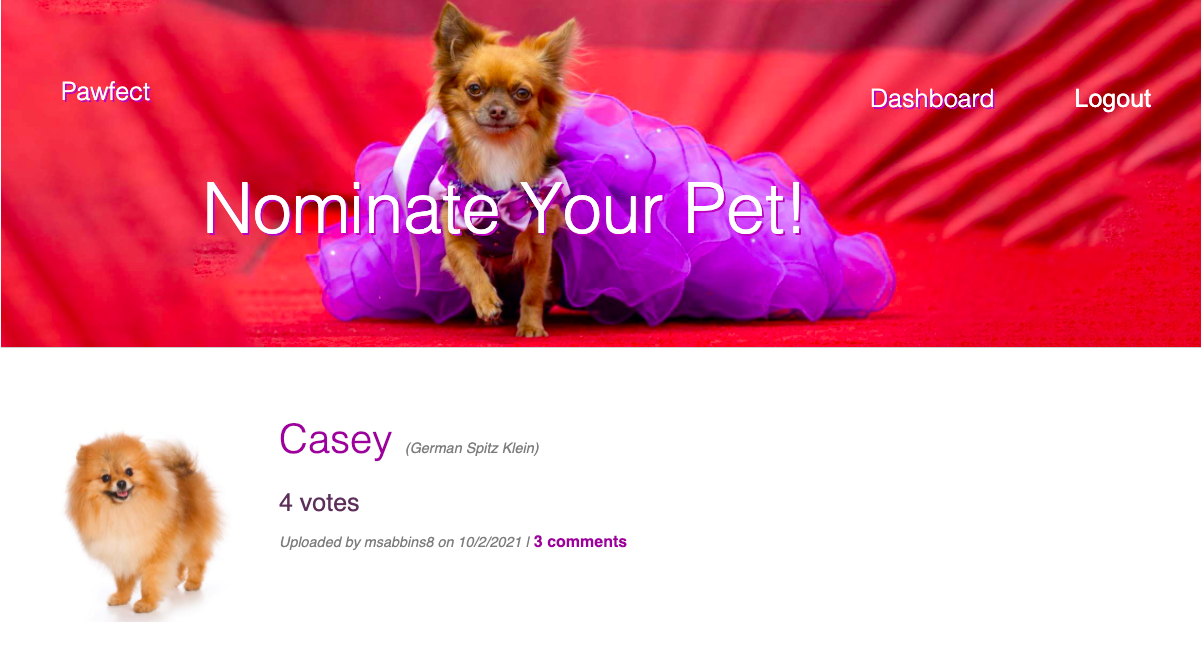 Pawfect
Dashboard
Logout
Nominate Your Pet!
Casey (German Spitz Klein)
4 votes
Uploaded by msabbins8 on 10/2/2021 | 3 comments